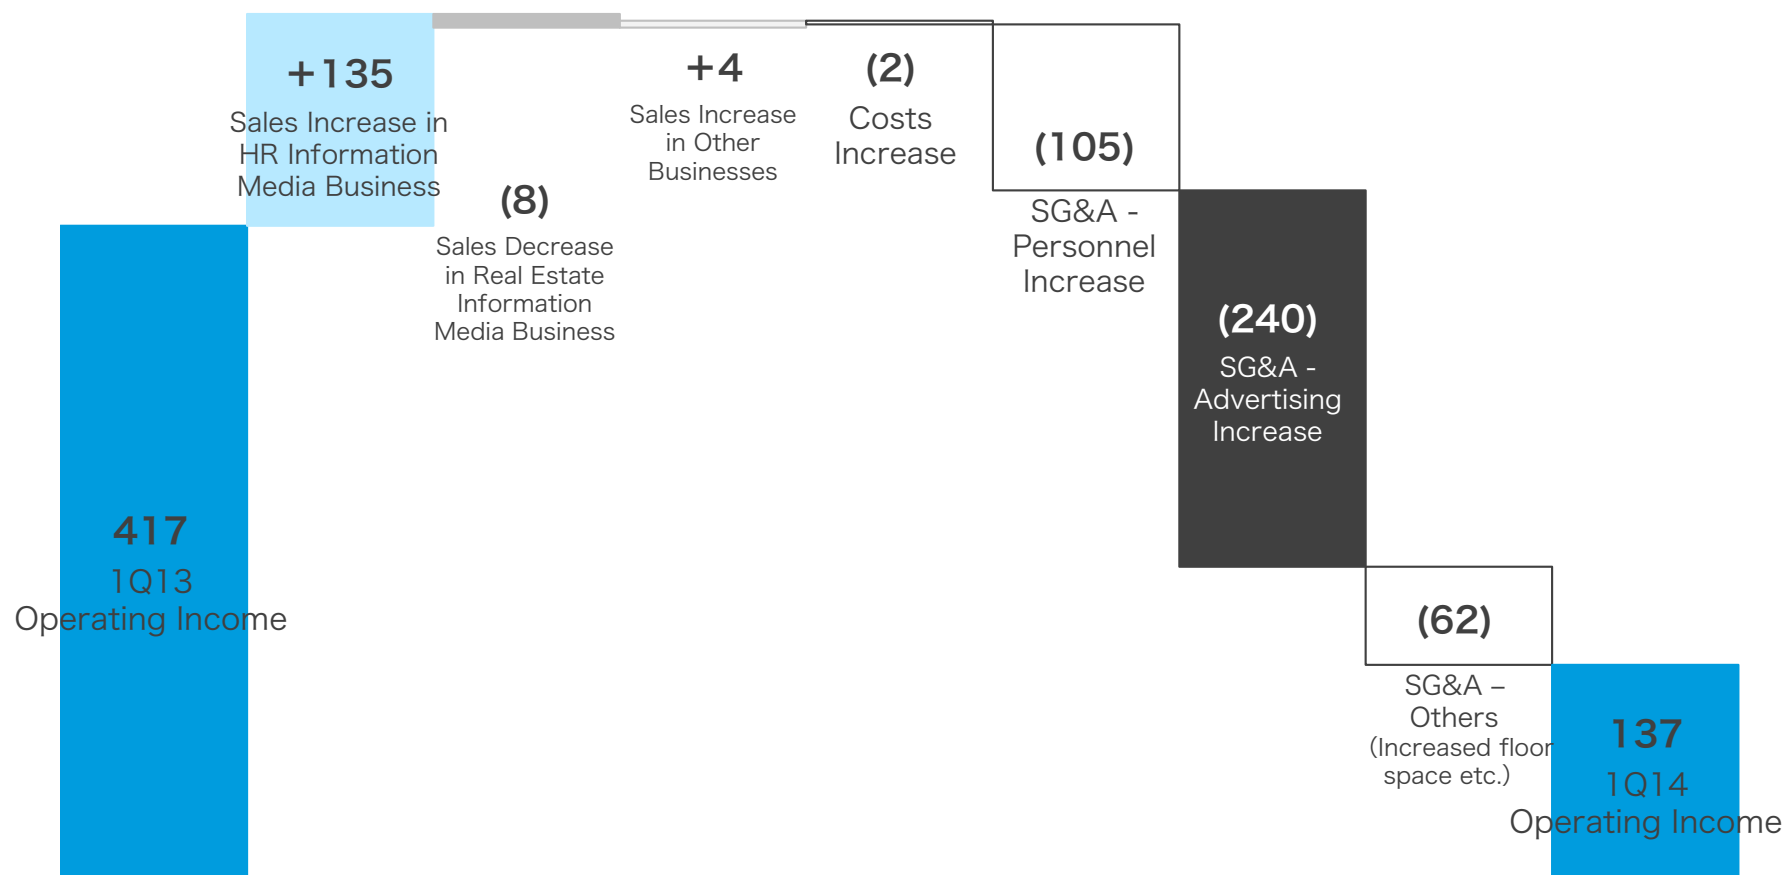 417
1Q13
Operating Income
+135
Sales Increase in
HR Information
Media Business
(8)
Sales Decrease
in Real Estate
Information
Media Business
+4
Sales Increase
in Other
Businesses
(2)
Costs
Increase
(105)
SG&A -
Personnel
Increase
(240)
SG&A -
Advertising
Increase
(62)
SG&A –
Others
(Increased floor
space etc.)
137
1Q14
Operating Income